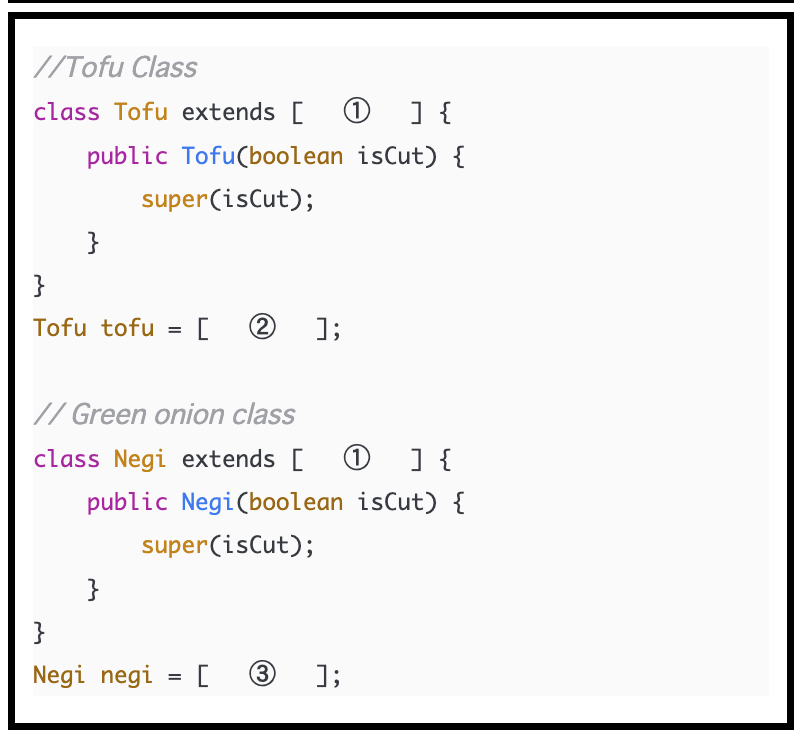 //Tofu Class
class Tofu extends [ ① ] {
public Tofu(boolean isCut) {
super(isCut);
}
}
Tofu tofu = [ ② ];
// Green onion class
class Negi extends [ ① ] {
public Negi(boolean isCut) {
super(isCut);
}
}
Negi negi = [ ③ ];